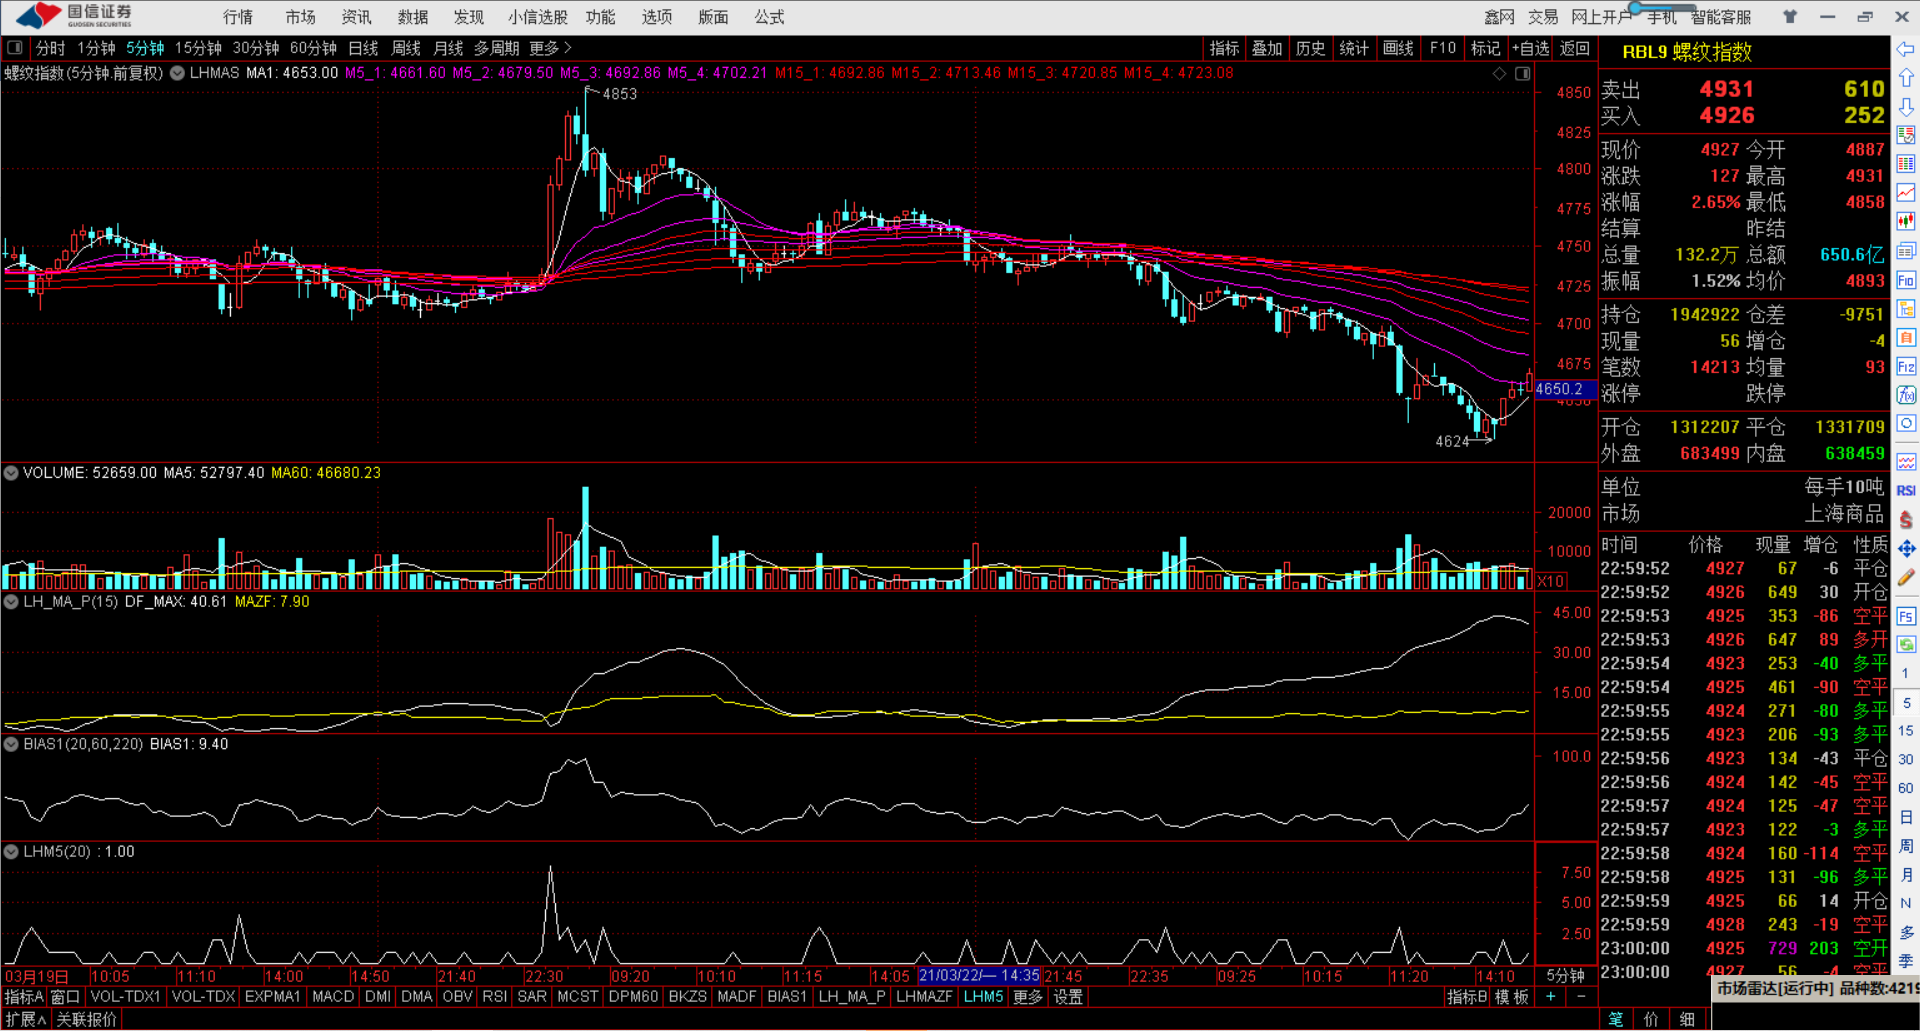 国信证券 行情 市场 资讯 数据 发现 小信选股 功能 选项 版面 公式 鑫网 交易 网上开户 手机 智能客服
GUOSEN SECURITIES
分时 1分钟 5分钟 15分钟 30分钟 60分钟 日线 周线 月线 多周期 更多 指标 叠加 历史 统计 画线 F10 标记 +自选 返回
RBL9 螺纹指数
螺纹指数(5分钟.前复权) LHMAS MA1: 4653.00 M5_1: 4661.60 M5_2: 4679.50 M5_3: 4692.86 M5_4: 4702.21 M15_1: 4692.86 M15_2: 4713.46 M15_3: 4720.85 M15_4: 4723.08
4853
4850
4825
4800
4775
4750
4725
4700
4675
4650.2
4624
VOLUME: 52659.00 MA5: 52797.40 MA60: 46680.23
20000
10000
X10
LH_MA_P(15) DF_MAX: 40.61 MAZF: 7.90
45.00
30.00
15.00
BIAS1(20,60,220) BIAS1: 9.40
100.0
LHM5(20) : 1.00
7.50
5.00
2.50
03月19日 10:05 11:10 14:00 14:50 21:40 22:30 09:20 10:10 11:15 14:05 21/03/22/一 14:35 21:45 22:35 09:25 10:15 11:20 14:10 5分钟
指标A 窗口 VOL-TDX1 VOL-TDX EXPMA1 MACD DMI DMA OBV RSI SAR MCST DPM60 BKZS MADF BIAS1 LH_MA_P LHMAZF LHM5 更多 设置 指标B 模板 + −
扩展∧ 关联报价
卖出 4931 610
买入 4926 252
现价 4927 今开 4887
涨跌 127 最高 4931
涨幅 2.65% 最低 4858
结算 昨结
总量 132.2万 总额 650.6亿
振幅 1.52% 均价 4893
持仓 1942922 仓差 -9751
现量 56 增仓 -4
笔数 14213 均量 93
涨停 跌停
开仓 1312207 平仓 1331709
外盘 683499 内盘 638459
单位 每手10吨
市场 上海商品
时间 价格 现量 增仓 性质
22:59:52 4927 67 -6 平仓
22:59:52 4926 649 30 开仓
22:59:53 4925 353 -86 空平
22:59:53 4926 647 89 多开
22:59:54 4923 253 -40 多平
22:59:54 4925 461 -90 空平
22:59:55 4924 271 -80 多平
22:59:55 4923 206 -93 多平
22:59:56 4923 134 -43 平仓
22:59:56 4924 142 -45 空平
22:59:57 4924 125 -47 空平
22:59:57 4923 122 -3 多平
22:59:58 4924 160 -114 空平
22:59:58 4925 131 -96 多平
22:59:59 4925 66 14 开仓
22:59:59 4928 243 -19 空平
23:00:00 4925 729 203 空开
23:00:00 4927 56 -4 空平
市场雷达[运行中] 品种数:4219
笔 价 细
F10
自
F12
f(x)
RSI
S
F5
1
5
15
30
60
日
周
月
N
多
季